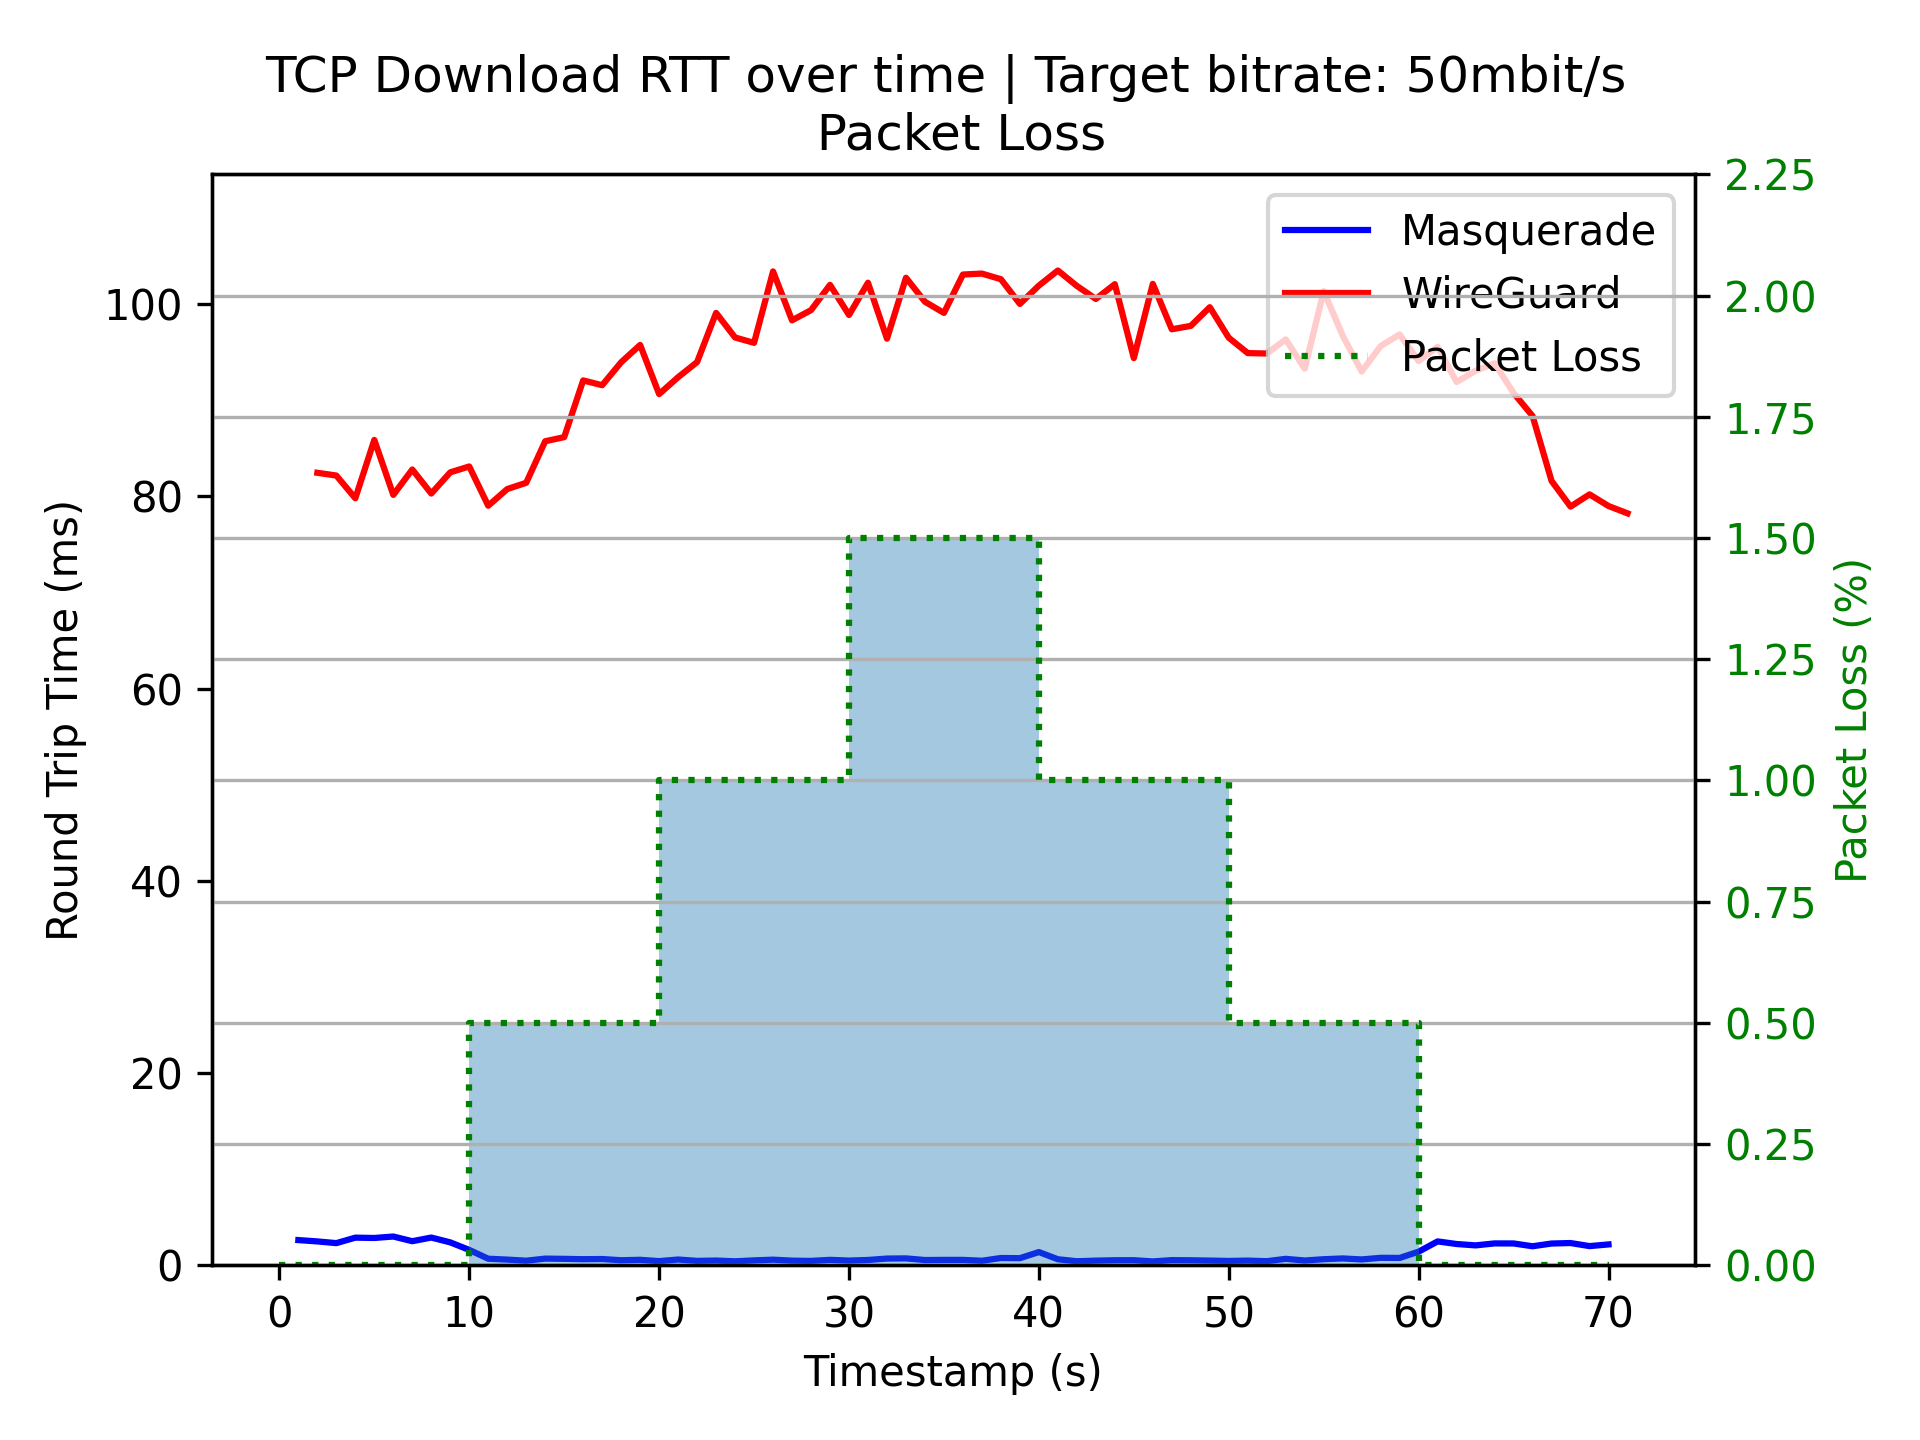 TCP Download RTT over time | Target bitrate: 50mbit/s
Packet Loss
Masquerade
WireGuard
Packet Loss
Round Trip Time (ms)
100
80
60
40
20
0
2.25
2.00
1.75
1.50
1.25
1.00
0.75
0.50
0.25
0.00
Packet Loss (%)
0 10 20 30 40 50 60 70
Timestamp (s)